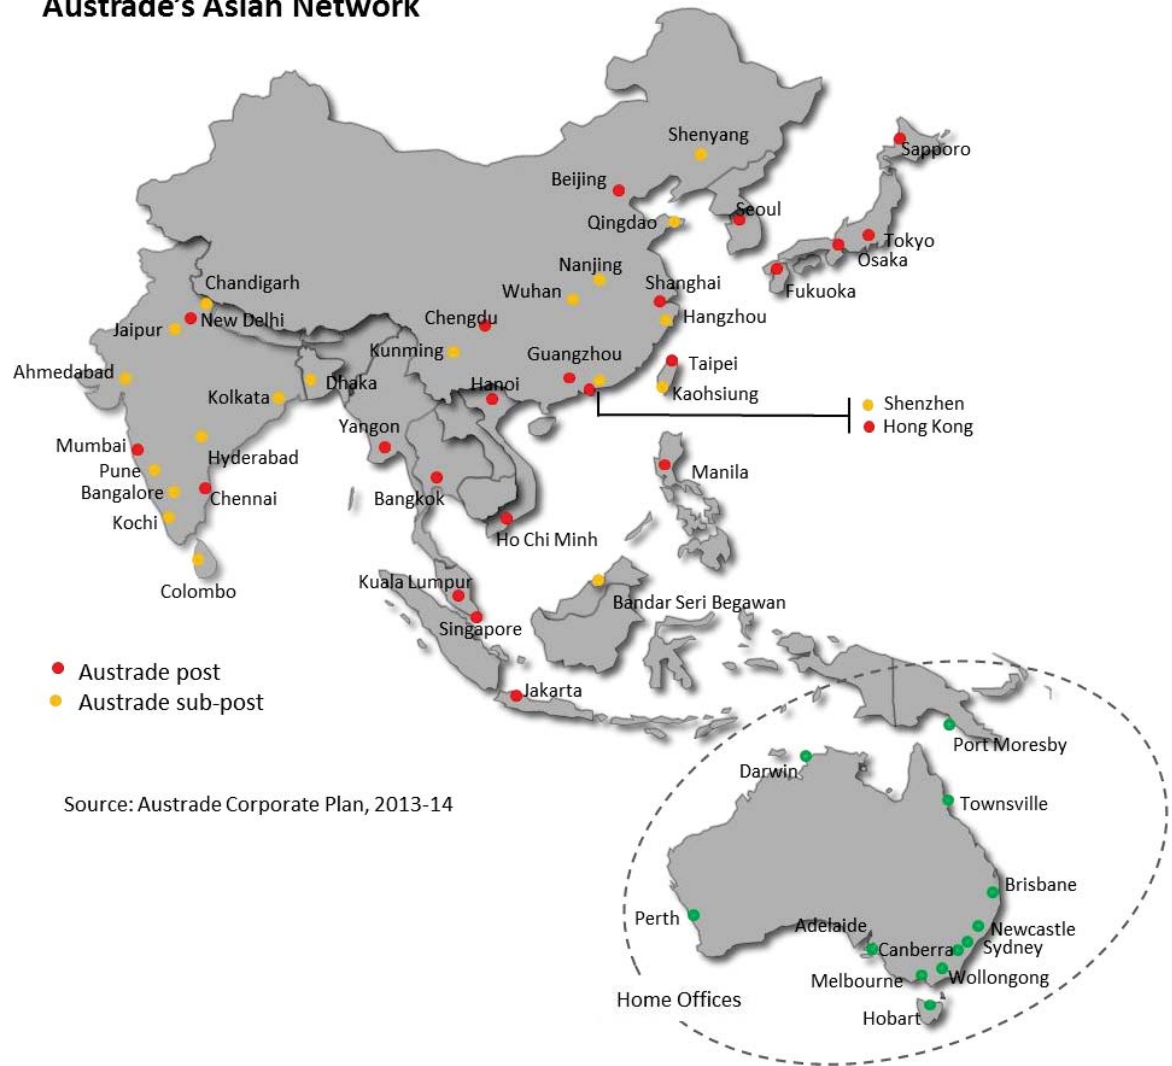 Austrade's Asian Network
Shenyang
Sapporo
Beijing
Seoul
Qingdao
Tokyo
Osaka
Nanjing
Chandigarh
Shanghai
Wuhan
Fukuoka
Chengdu
Hangzhou
New Delhi
Jaipur
Kunming
Guangzhou
Taipei
Ahmedabad
Dhaka
Hanoi
Kaohsiung
Kolkata
Shenzhen
Yangon
Hong Kong
Mumbai
Hyderabad
Manila
Pune
Bangalore
Chennai
Bangkok
Kochi
Ho Chi Minh
Colombo
Kuala Lumpur
Bandar Seri Begawan
Singapore
Austrade post
Jakarta
Austrade sub-post
Port Moresby
Darwin
Source: Austrade Corporate Plan, 2013-14
Townsville
Brisbane
Perth
Adelaide
Newcastle
Canberra
Sydney
Melbourne
Wollongong
Home Offices
Hobart